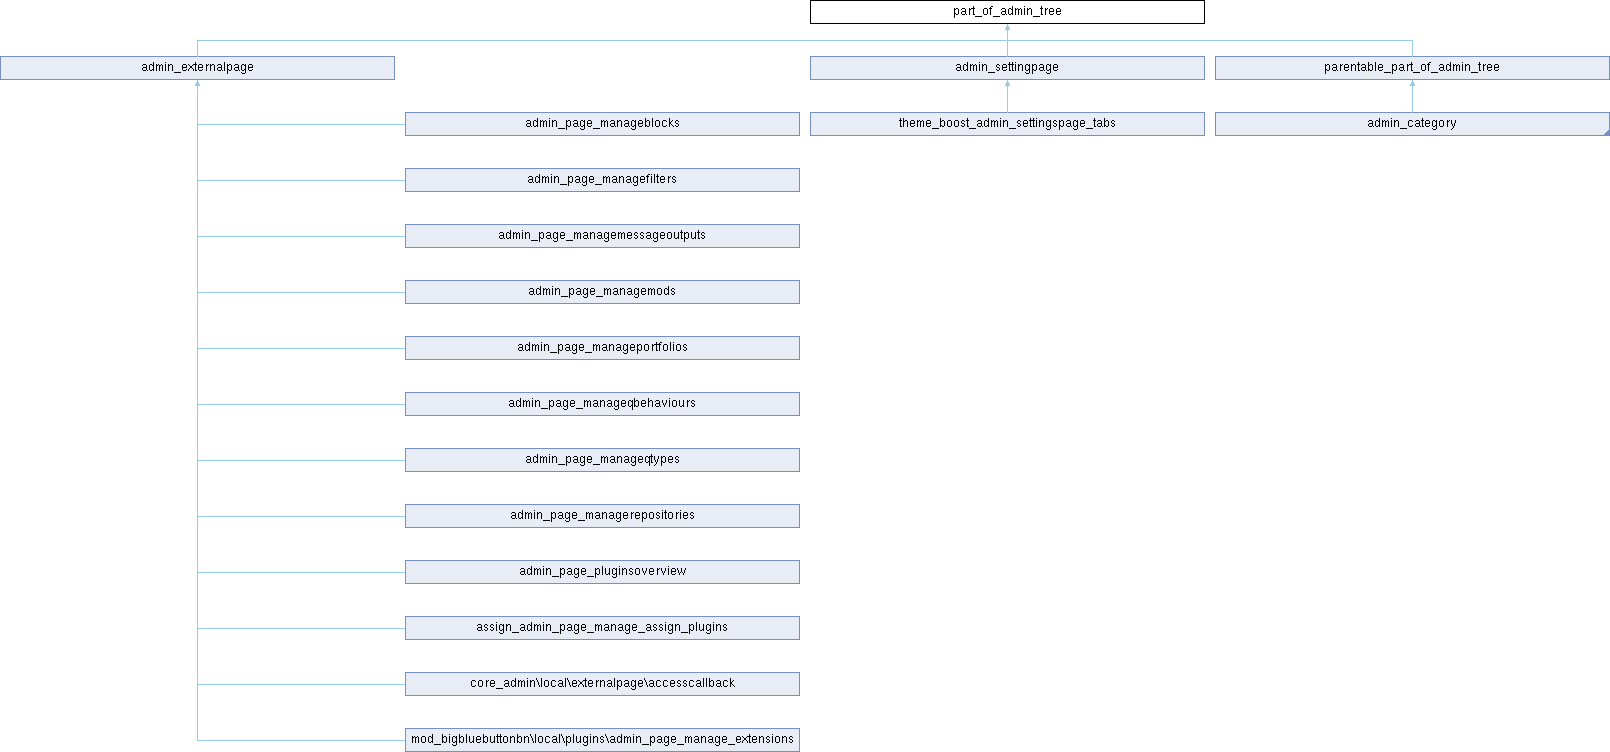 part_of_admin_tree
admin_externalpage
admin_settingpage
parentable_part_of_admin_tree
admin_page_manageblocks
theme_boost_admin_settingspage_tabs
admin_category
admin_page_managefilters
admin_page_managemessageoutputs
admin_page_managemods
admin_page_manageportfolios
admin_page_manageqbehaviours
admin_page_manageqtypes
admin_page_managerepositories
admin_page_pluginsoverview
assign_admin_page_manage_assign_plugins
core_admin\local\externalpage\accesscallback
mod_bigbluebuttonbn\local\plugins\admin_page_manage_extensions